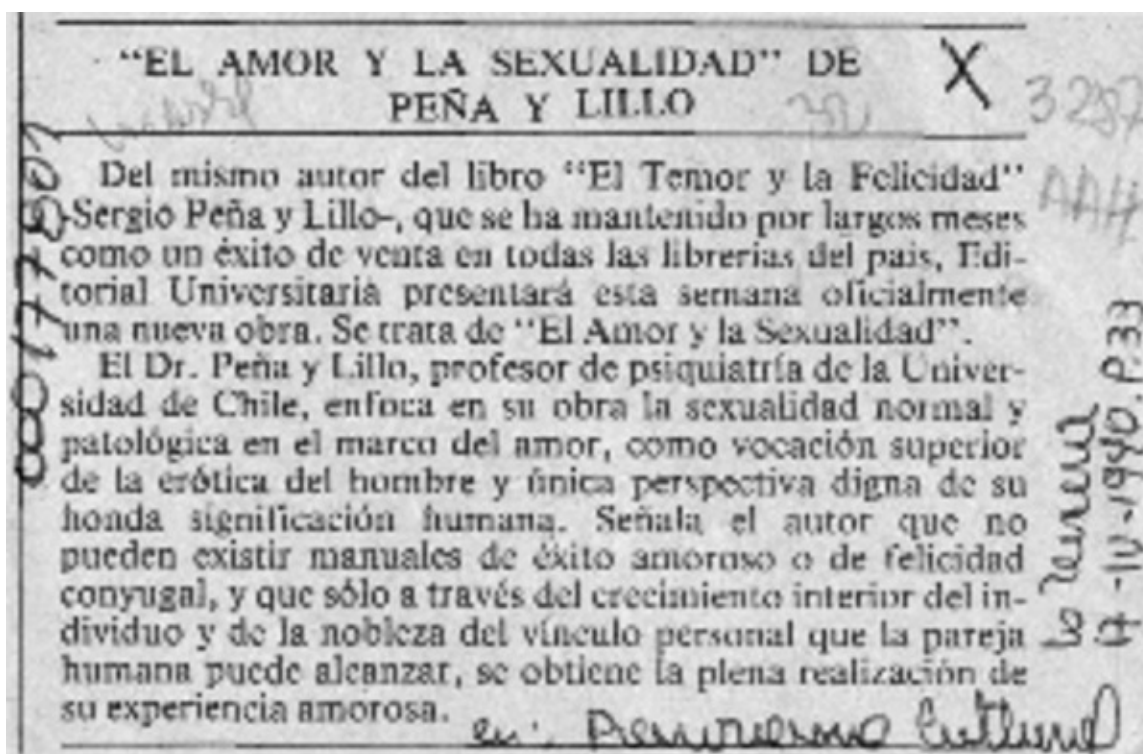 "EL AMOR Y LA SEXUALIDAD" DE
PEÑA Y LILLO
X
3287
AAH
Del mismo autor del libro "El Temor y la Felicidad"
-Sergio Peña y Lillo-, que se ha mantenido por largos meses
como un éxito de venta en todas las librerías del país, Edi-
torial Universitaria presentará esta semana oficialmente
una nueva obra. Se trata de "El Amor y la Sexualidad".
El Dr. Peña y Lillo, profesor de psiquiatría de la Univer-
sidad de Chile, enfoca en su obra la sexualidad normal y
patológica en el marco del amor, como vocación superior
de la erótica del hombre y única perspectiva digna de su
honda significación humana. Señala el autor que no
pueden existir manuales de éxito amoroso o de felicidad
conyugal, y que sólo a través del crecimiento interior del in-
dividuo y de la nobleza del vínculo personal que la pareja
humana puede alcanzar, se obtiene la plena realización de
su experiencia amorosa.
en:
P.33